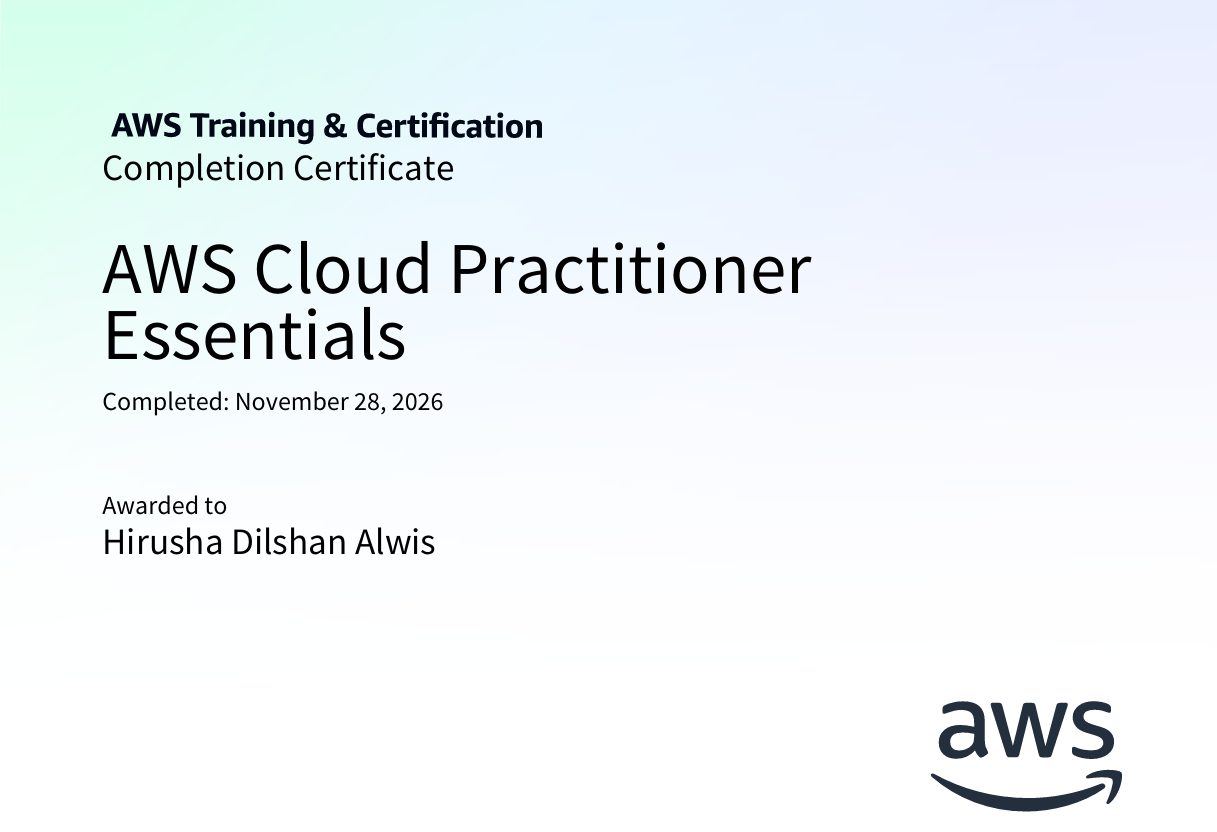 AWS Training & Certification
Completion Certificate
AWS Cloud Practitioner
Essentials
Completed: November 28, 2026
Awarded to
Hirusha Dilshan Alwis
aws